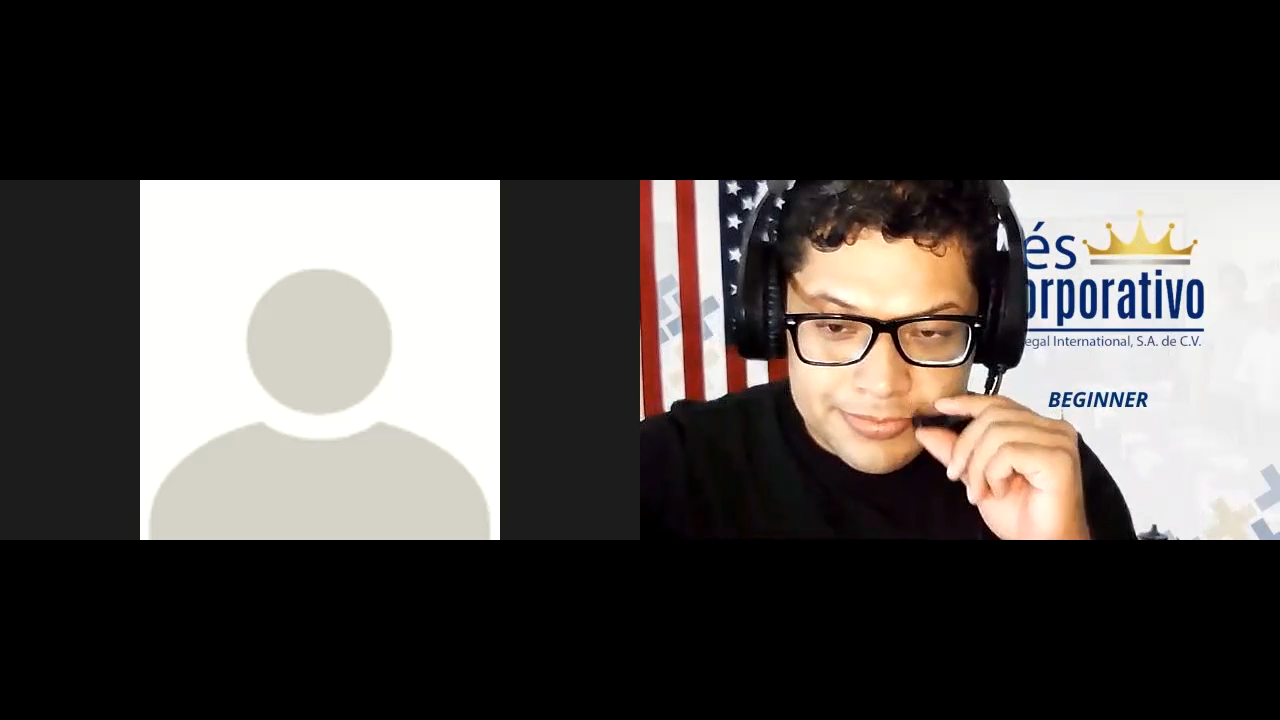 és
orporativo
egal International, S.A. de C.V.
BEGINNER